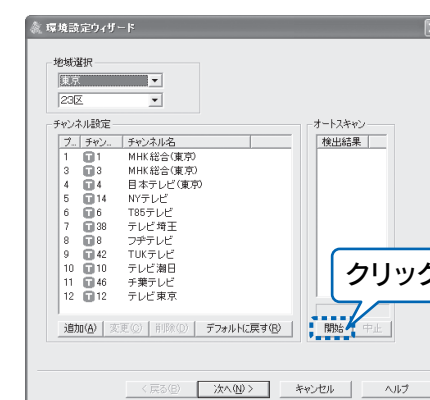 環境設定ウィザード
地域選択
東京
23区
チャンネル設定
プ.. チャン.. チャンネル名
1 T 1 MHK総合(東京)
3 T 3 MHK総合(東京)
4 T 4 目本テレビ(東京)
5 T 14 NYテレビ
6 T 6 T85テレビ
7 T 38 テレビ埼王
8 T 8 フヂテレビ
9 T 42 TUKテレビ
10 T 10 テレビ潮日
11 T 46 千葉テレビ
12 T 12 テレビ東京
追加(A) 変更(O) 削除(D) デフォルトに戻す(R)
オートスキャン
検出結果
クリック
開始 中止
< 戻る(B) 次へ(N) > キャンセル ヘルプ